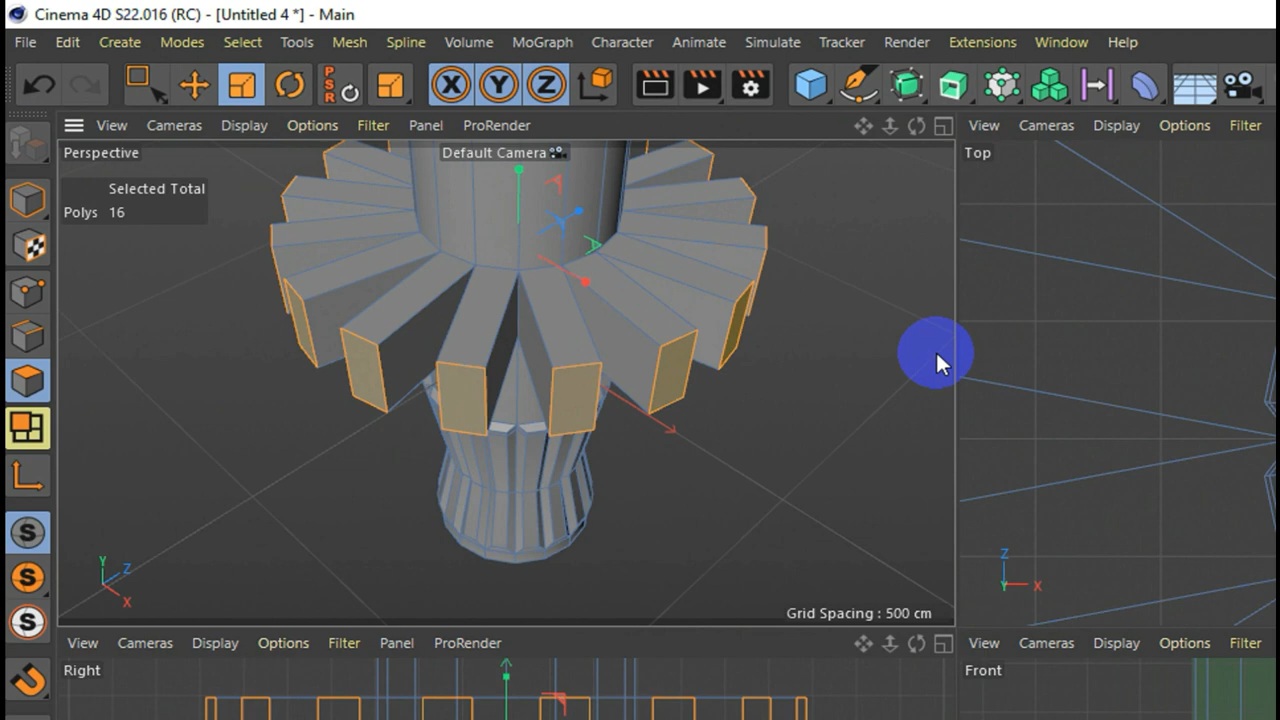 Cinema 4D S22.016 (RC) - [Untitled 4 *] - Main
File Edit Create Modes Select Tools Mesh Spline Volume MoGraph Character Animate Simulate Tracker Render Extensions Window Help
P
S
R
X Y Z
View Cameras Display Options Filter Panel ProRender
View Cameras Display Options Filter
Perspective
Default Camera
Top
Selected Total
Polys 16
S
S
S
Y
Z
X
Z
Y
X
Grid Spacing : 500 cm
View Cameras Display Options Filter Panel ProRender
View Cameras Display Options Filter
Right
Front